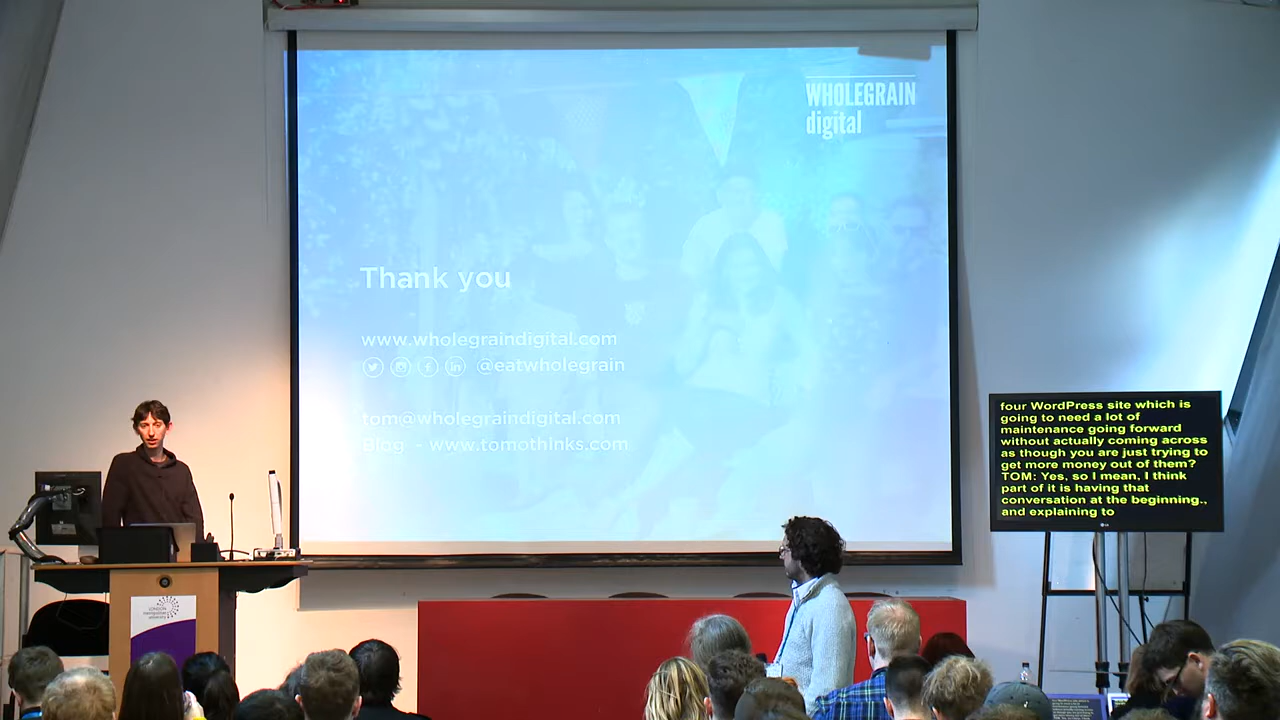 WHOLEGRAIN
digital
Thank you
www.wholegraindigital.com
@eatwholegrain
tom@wholegraindigital.com
Blog - www.tomothinks.com
four WordPress site which is
going to need a lot of
maintenance going forward
without actually coming across
as though you are just trying to
get more money out of them?
TOM: Yes, so I mean, I think
part of it is having that
conversation at the beginning.,
and explaining to
LONDON
metropolitan
university